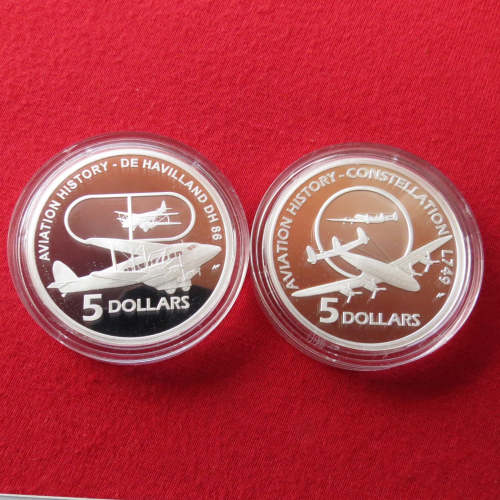 AVIATION HISTORY - DE HAVILLAND DH 86
5 DOLLARS
AVIATION HISTORY - CONSTELLATION L749
5 DOLLARS